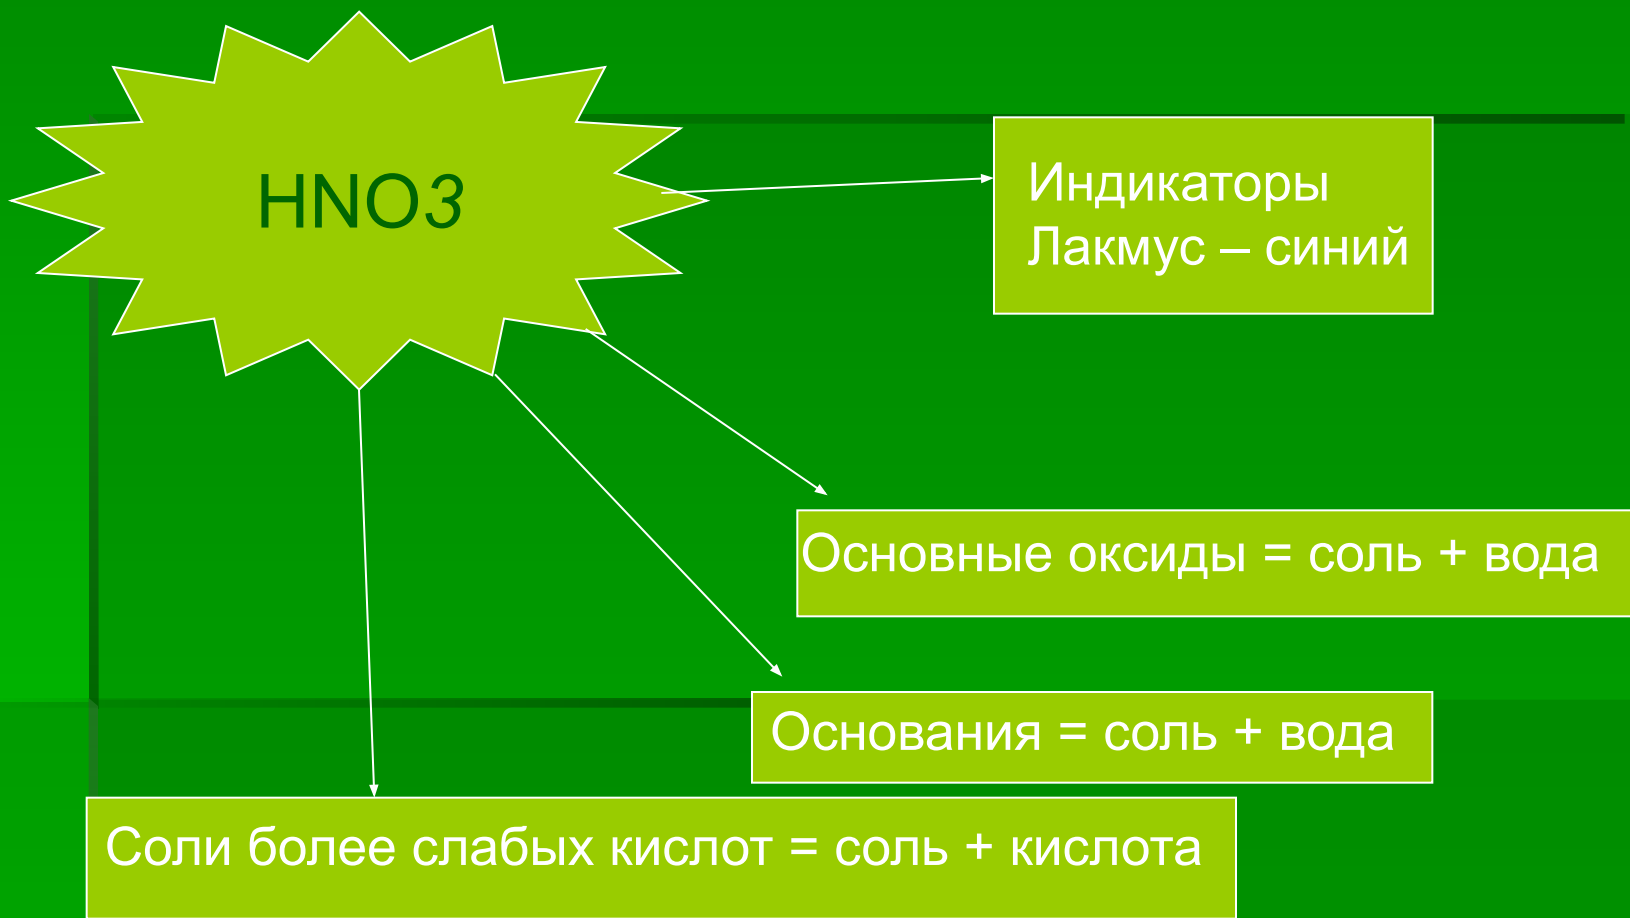 HNO3
Индикаторы
Лакмус – синий
Основные оксиды = соль + вода
Основания = соль + вода
Соли более слабых кислот = соль + кислота